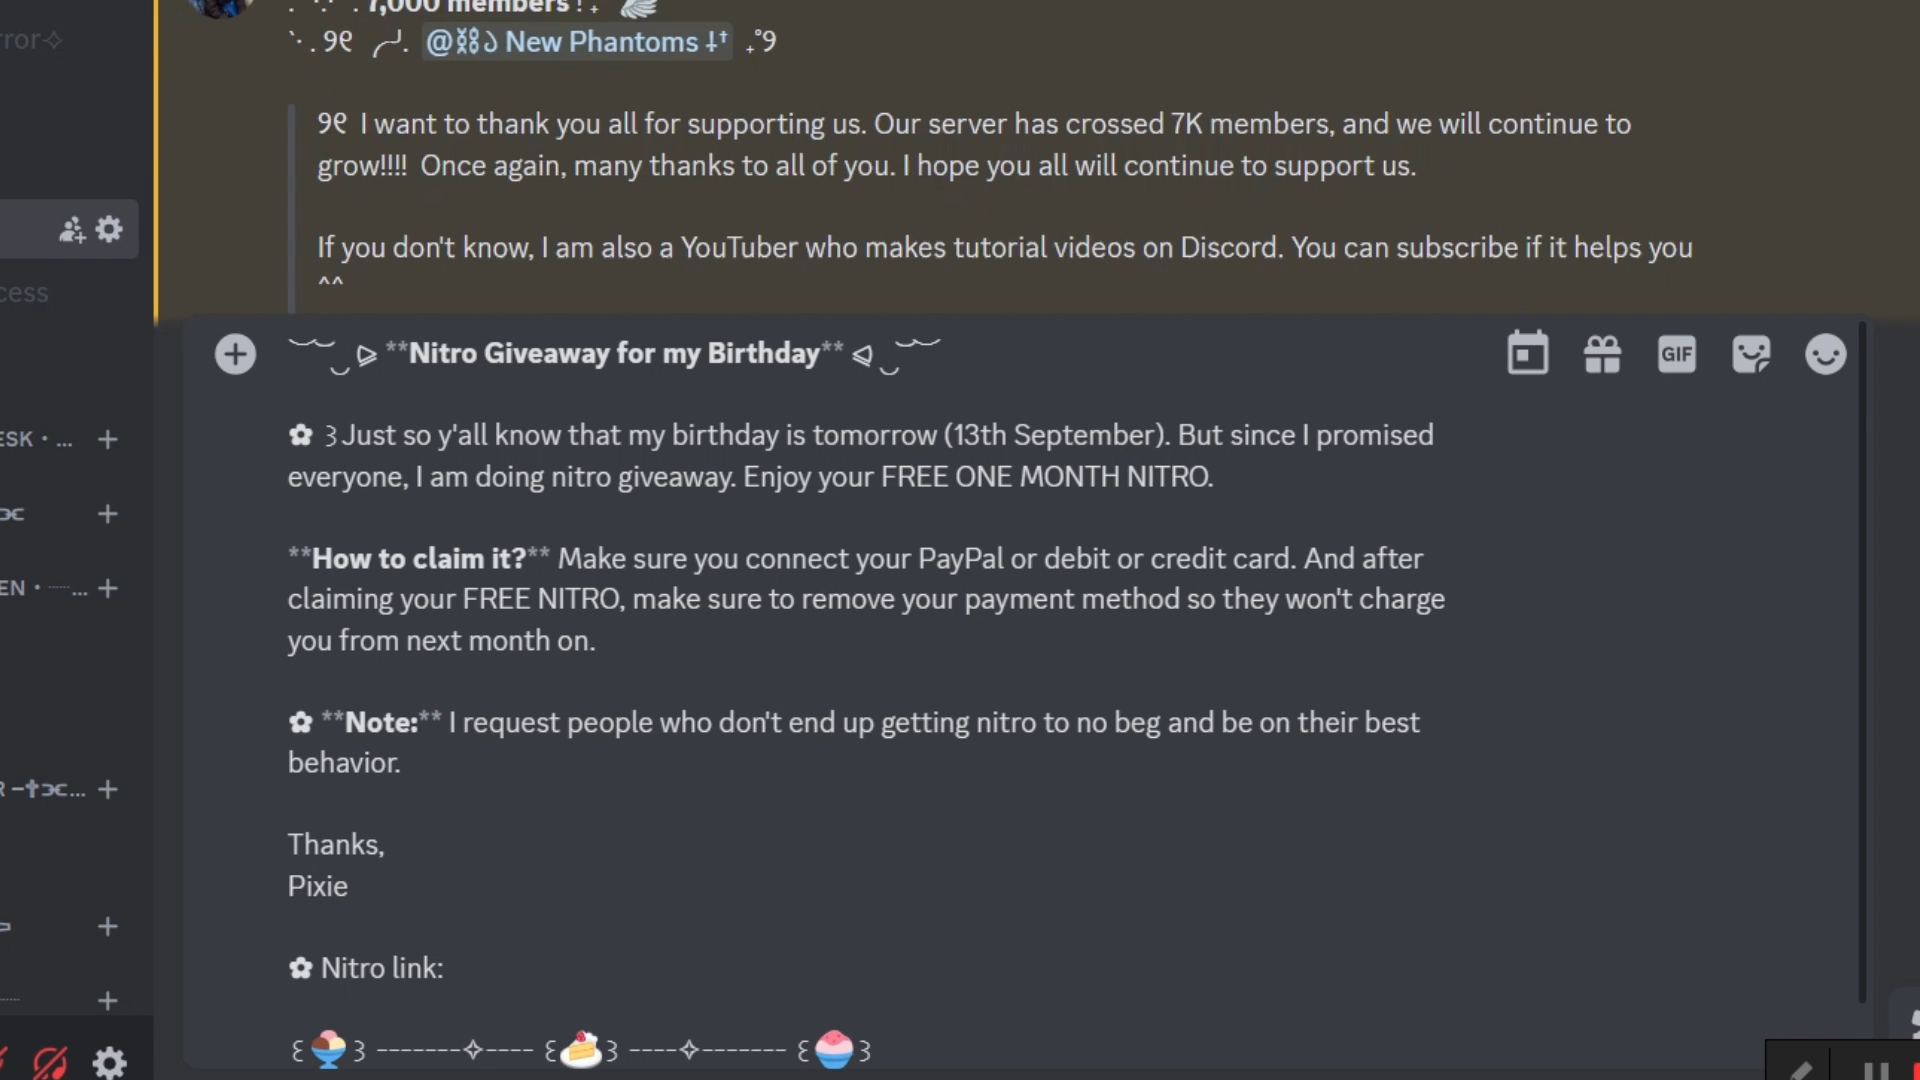 7,000 members!
@ New Phantoms
I want to thank you all for supporting us. Our server has crossed 7K members, and we will continue to
grow!!!! Once again, many thanks to all of you. I hope you all will continue to support us.
If you don't know, I am also a YouTuber who makes tutorial videos on Discord. You can subscribe if it helps you
^^
**Nitro Giveaway for my Birthday**
GIF
✿ Just so y'all know that my birthday is tomorrow (13th September). But since I promised
everyone, I am doing nitro giveaway. Enjoy your FREE ONE MONTH NITRO.
**How to claim it?** Make sure you connect your PayPal or debit or credit card. And after
claiming your FREE NITRO, make sure to remove your payment method so they won't charge
you from next month on.
✿ **Note:** I request people who don't end up getting nitro to no beg and be on their best
behavior.
Thanks,
Pixie
✿ Nitro link:
꒰🍨꒱ -------✧---- ꒰🍰꒱ ----✧------- ꒰🍧꒱